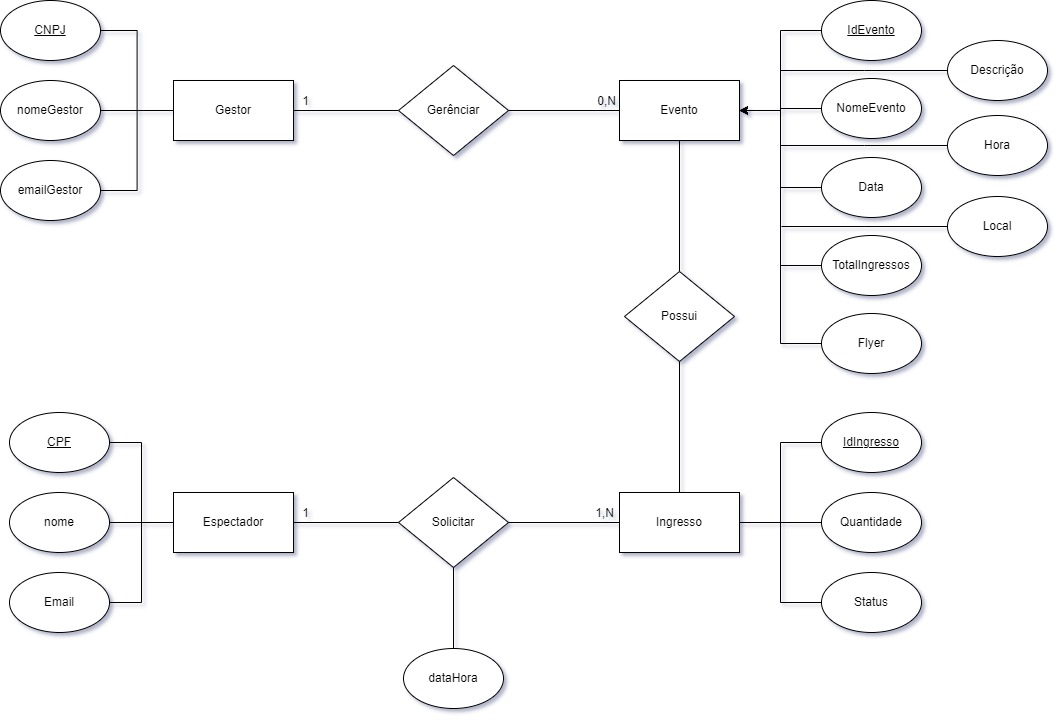 CNPJ
IdEvento
Descrição
nomeGestor
Gestor
1
Gerênciar
0,N
Evento
NomeEvento
Hora
emailGestor
Data
Local
TotalIngressos
Possui
Flyer
CPF
IdIngresso
nome
Espectador
1
Solicitar
1,N
Ingresso
Quantidade
Email
Status
dataHora